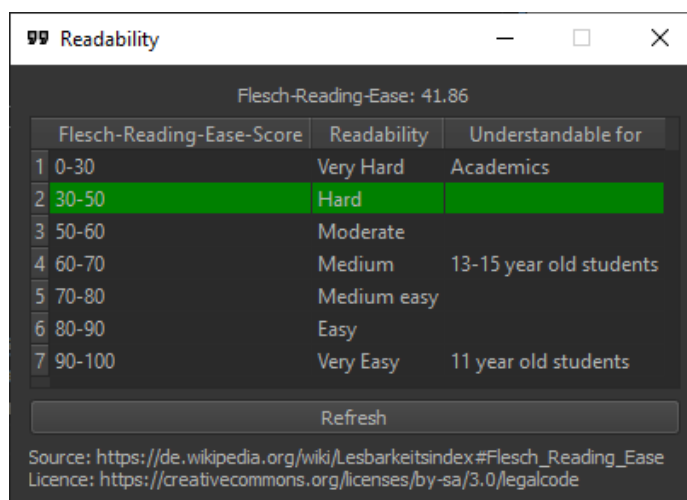 Readability
Flesch-Reading-Ease: 41.86
Flesch-Reading-Ease-Score Readability Understandable for
1 0-30 Very Hard Academics
2 30-50 Hard
3 50-60 Moderate
4 60-70 Medium 13-15 year old students
5 70-80 Medium easy
6 80-90 Easy
7 90-100 Very Easy 11 year old students
Refresh
Source: https://de.wikipedia.org/wiki/Lesbarkeitsindex#Flesch_Reading_Ease
Licence: https://creativecommons.org/licenses/by-sa/3.0/legalcode